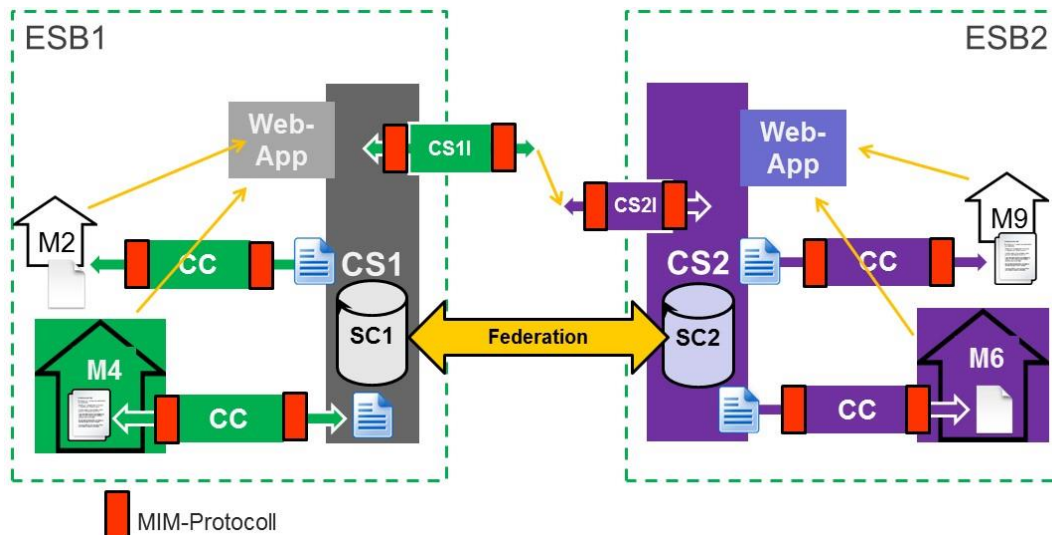 ESB1
ESB2
Web-
App
Web-
App
CS1I
CS2I
M2
M9
CC
CS1
CS2
CC
SC1
Federation
SC2
M4
M6
CC
CC
MIM-Protocoll